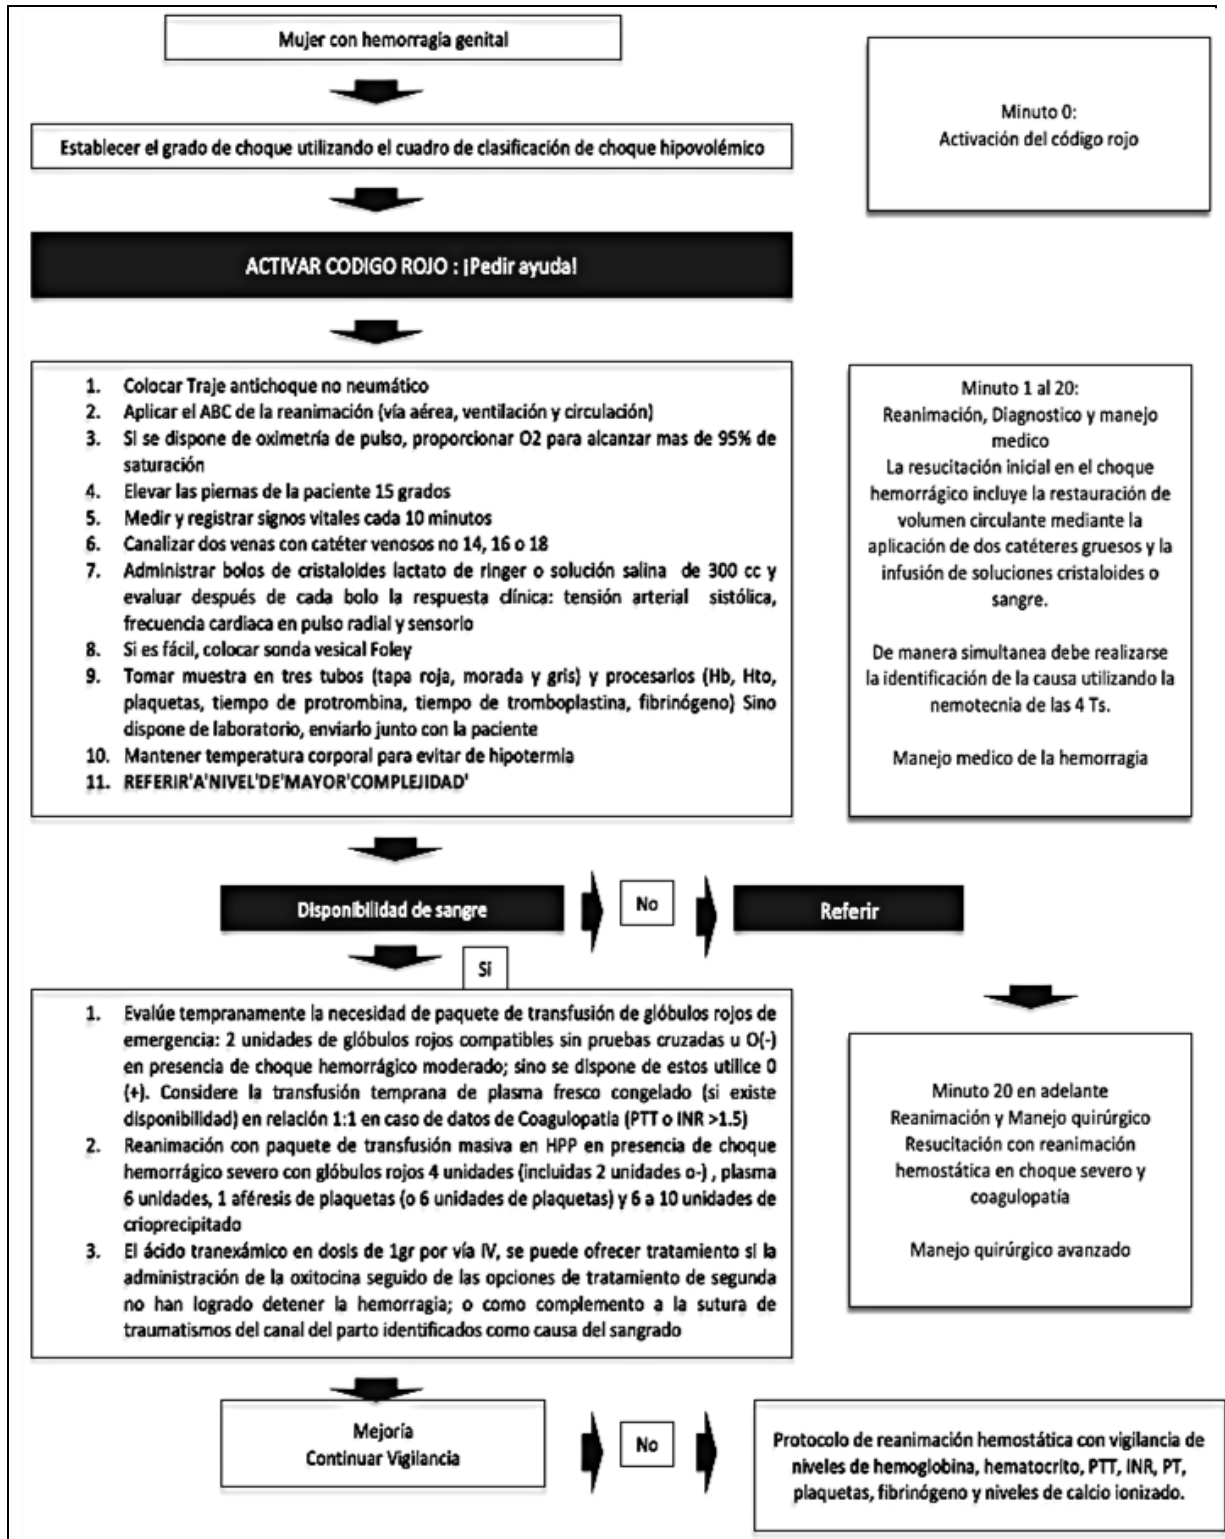 Mujer con hemorragia genital
Minuto 0:
Activación del código rojo
Establecer el grado de choque utilizando el cuadro de clasificación de choque hipovolémico
ACTIVAR CODIGO ROJO : ¡Pedir ayuda!
1. Colocar Traje antichoque no neumático
2. Aplicar el ABC de la reanimación (vía aérea, ventilación y circulación)
3. Si se dispone de oximetría de pulso, proporcionar O2 para alcanzar mas de 95% de
saturación
4. Elevar las piernas de la paciente 15 grados
5. Medir y registrar signos vitales cada 10 minutos
6. Canalizar dos venas con catéter venosos no 14, 16 o 18
7. Administrar bolos de cristaloides lactato de ringer o solución salina de 300 cc y
evaluar después de cada bolo la respuesta clínica: tensión arterial sistólica,
frecuencia cardiaca en pulso radial y sensorio
8. Si es fácil, colocar sonda vesical Foley
9. Tomar muestra en tres tubos (tapa roja, morada y gris) y procesarlos (Hb, Hto,
plaquetas, tiempo de protrombina, tiempo de tromboplastina, fibrinógeno) Sino
dispone de laboratorio, enviarlo junto con la paciente
10. Mantener temperatura corporal para evitar de hipotermia
11. REFERIR'A'NIVEL'DE'MAYOR'COMPLEJIDAD'
Minuto 1 al 20:
Reanimación, Diagnostico y manejo
medico
La resucitación inicial en el choque
hemorrágico incluye la restauración de
volumen circulante mediante la
aplicación de dos catéteres gruesos y la
infusión de soluciones cristaloides o
sangre.
De manera simultanea debe realizarse
la identificación de la causa utilizando la
nemotecnia de las 4 Ts.
Manejo medico de la hemorragia
Disponibilidad de sangre
No
Referir
Sí
1. Evalúe tempranamente la necesidad de paquete de transfusión de glóbulos rojos de
emergencia: 2 unidades de glóbulos rojos compatibles sin pruebas cruzadas u O(-)
en presencia de choque hemorrágico moderado; sino se dispone de estos utilice 0
(+). Considere la transfusión temprana de plasma fresco congelado (si existe
disponibilidad) en relación 1:1 en caso de datos de Coagulopatia (PTT o INR >1.5)
2. Reanimación con paquete de transfusión masiva en HPP en presencia de choque
hemorrágico severo con glóbulos rojos 4 unidades (incluidas 2 unidades o-) , plasma
6 unidades, 1 aféresis de plaquetas (o 6 unidades de plaquetas) y 6 a 10 unidades de
crioprecipitado
3. El ácido tranexámico en dosis de 1gr por vía IV, se puede ofrecer tratamiento si la
administración de la oxitocina seguido de las opciones de tratamiento de segunda
no han logrado detener la hemorragia; o como complemento a la sutura de
traumatismos del canal del parto identificados como causa del sangrado
Minuto 20 en adelante
Reanimación y Manejo quirúrgico
Resucitación con reanimación
hemostática en choque severo y
coagulopatía
Manejo quirúrgico avanzado
Mejoría
Continuar Vigilancia
No
Protocolo de reanimación hemostática con vigilancia de
niveles de hemoglobina, hematocrito, PTT, INR, PT,
plaquetas, fibrinógeno y niveles de calcio ionizado.